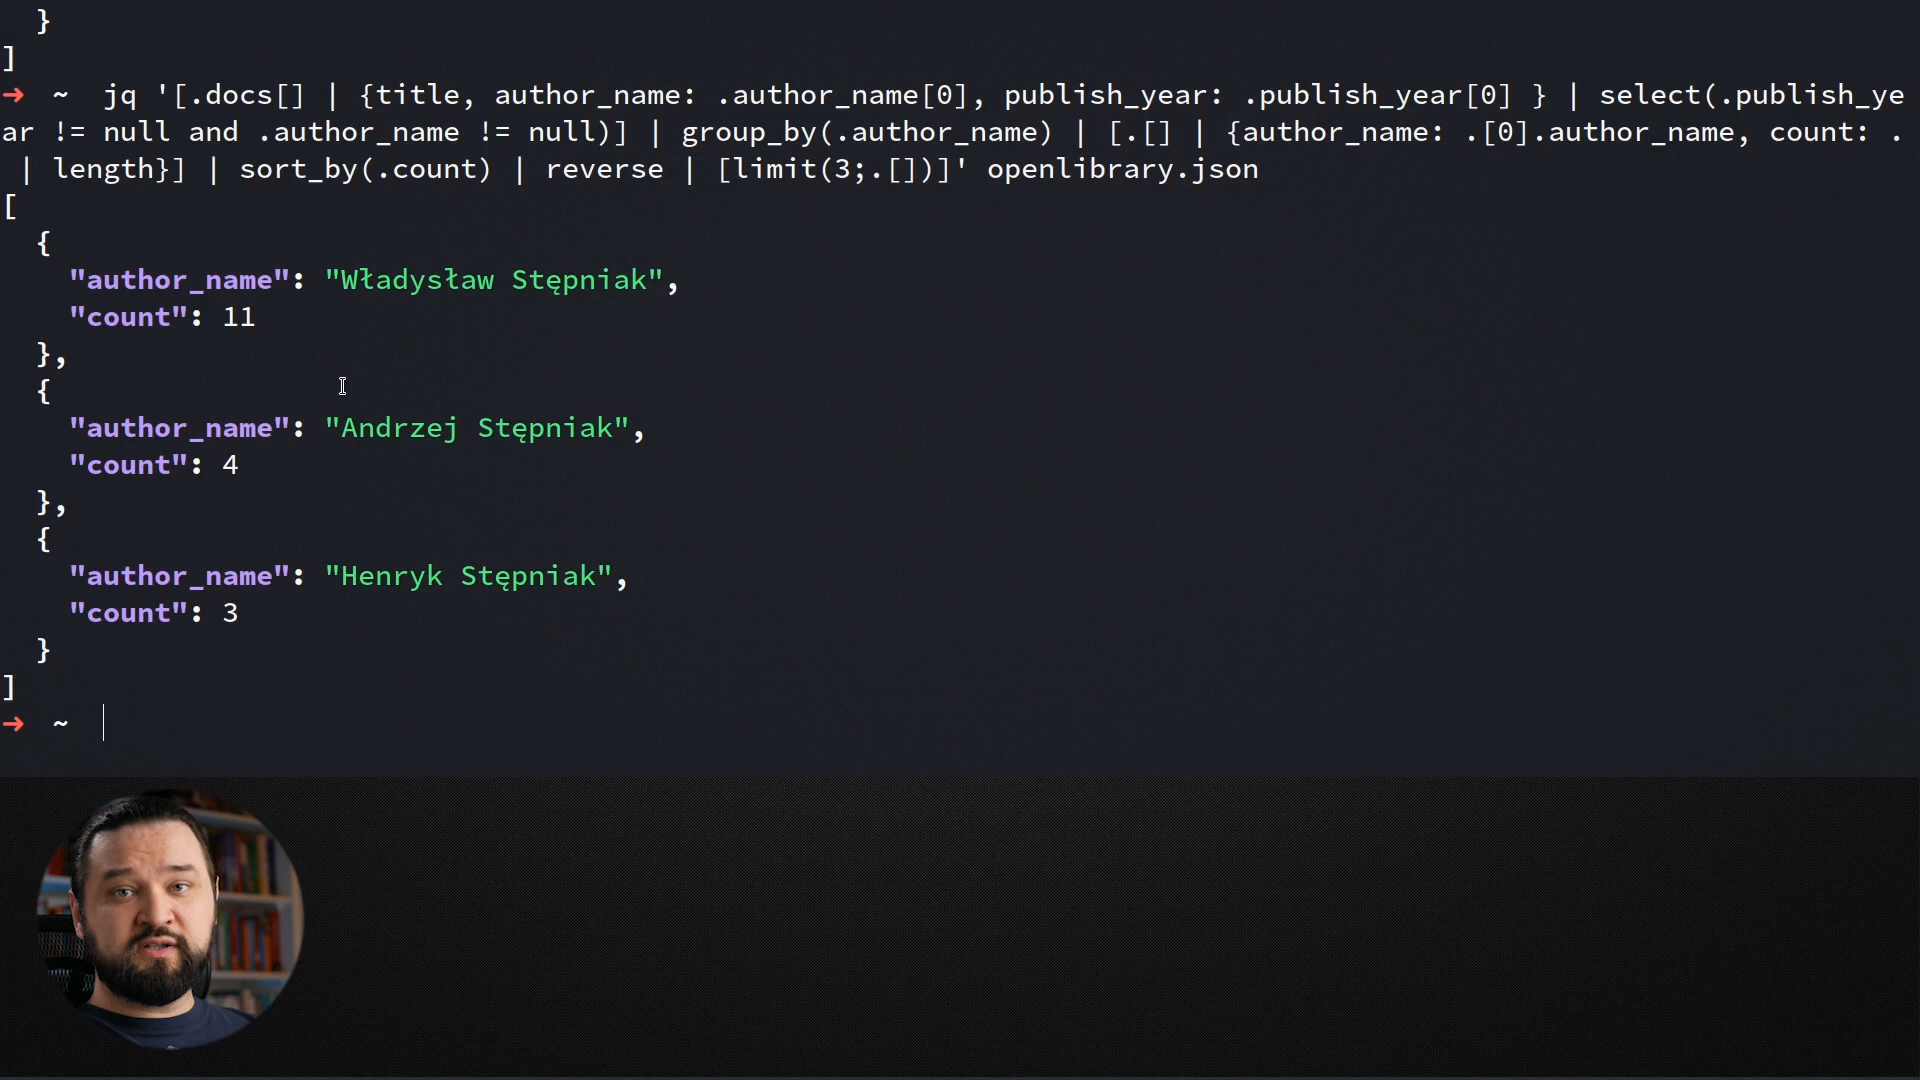 }
]
➜ ~ jq '[.docs[] | {title, author_name: .author_name[0], publish_year: .publish_year[0] } | select(.publish_ye
ar != null and .author_name != null)] | group_by(.author_name) | [.[] | {author_name: .[0].author_name, count: .
| length}] | sort_by(.count) | reverse | [limit(3;.[])]' openlibrary.json
[
{
"author_name": "Władysław Stępniak",
"count": 11
},
{
"author_name": "Andrzej Stępniak",
"count": 4
},
{
"author_name": "Henryk Stępniak",
"count": 3
}
]
➜ ~